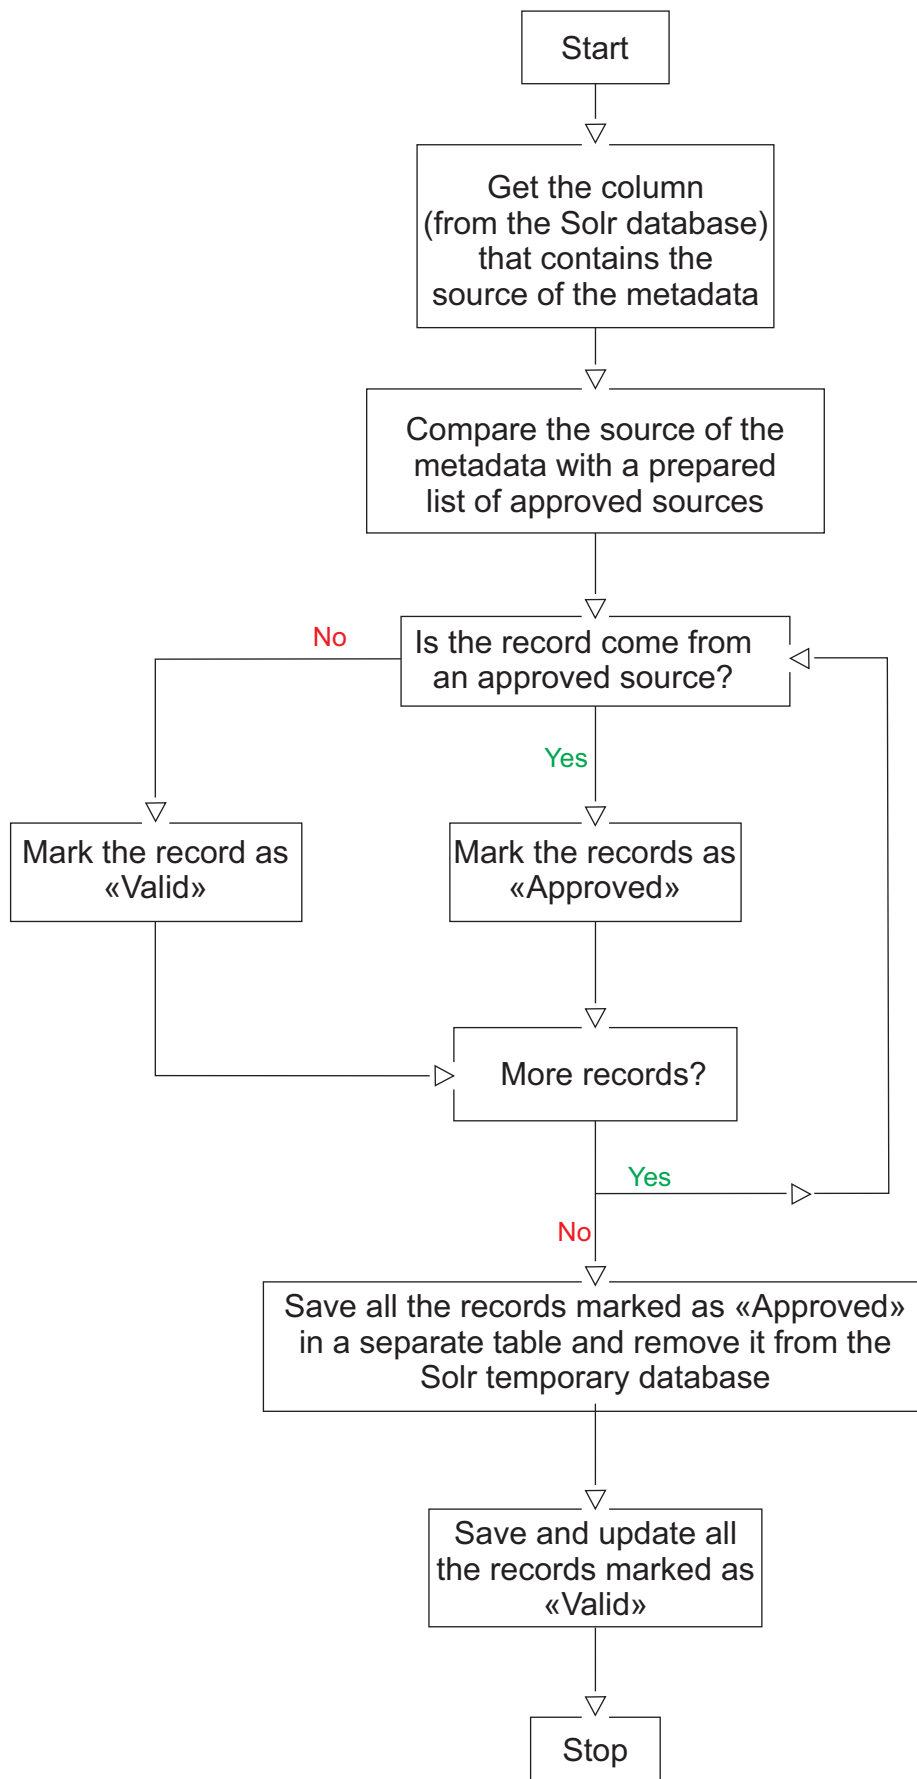 Start
Get the column
(from the Solr database)
that contains the
source of the metadata
Compare the source of the
metadata with a prepared
list of approved sources
No
Is the record come from
an approved source?
Yes
Mark the record as
«Valid»
Mark the records as
«Approved»
More records?
Yes
No
Save all the records marked as «Approved»
in a separate table and remove it from the
Solr temporary database
Save and update all
the records marked as
«Valid»
Stop